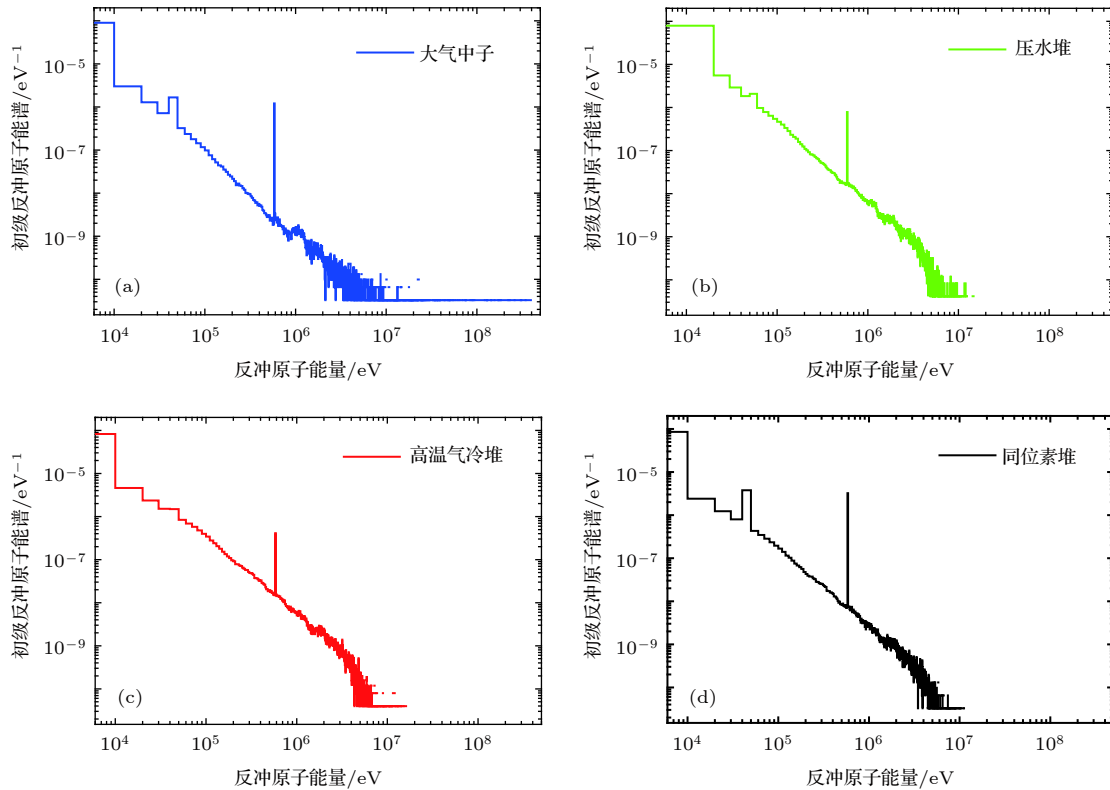 初级反冲原子能谱/eV⁻¹
10⁻⁵
10⁻⁷
10⁻⁹
大气中子
(a)
10⁴ 10⁵ 10⁶ 10⁷ 10⁸
反冲原子能量/eV
初级反冲原子能谱/eV⁻¹
10⁻⁵
10⁻⁷
10⁻⁹
压水堆
(b)
10⁴ 10⁵ 10⁶ 10⁷ 10⁸
反冲原子能量/eV
初级反冲原子能谱/eV⁻¹
10⁻⁵
10⁻⁷
10⁻⁹
高温气冷堆
(c)
10⁴ 10⁵ 10⁶ 10⁷ 10⁸
反冲原子能量/eV
初级反冲原子能谱/eV⁻¹
10⁻⁵
10⁻⁷
10⁻⁹
同位素堆
(d)
10⁴ 10⁵ 10⁶ 10⁷ 10⁸
反冲原子能量/eV